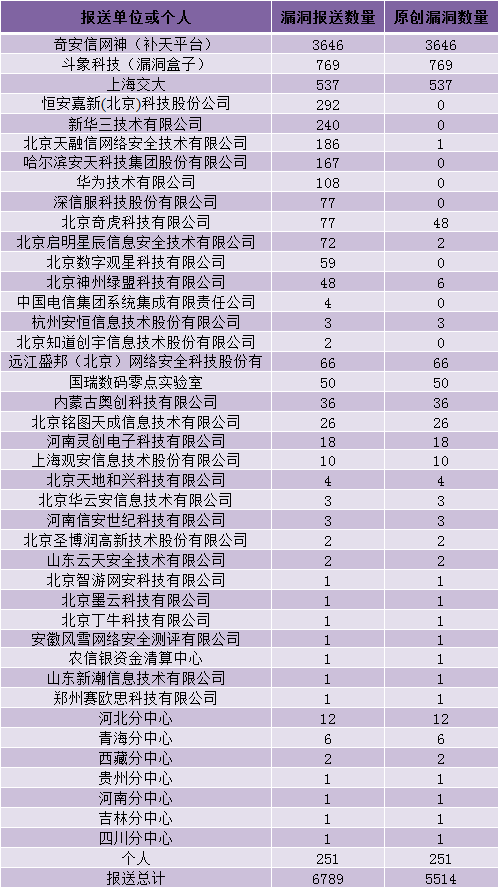 报送单位或个人 漏洞报送数量 原创漏洞数量
奇安信网神（补天平台） 3646 3646
斗象科技（漏洞盒子） 769 769
上海交大 537 537
恒安嘉新(北京)科技股份公司 292 0
新华三技术有限公司 240 0
北京天融信网络安全技术有限公司 186 1
哈尔滨安天科技集团股份有限公司 167 0
华为技术有限公司 108 0
深信服科技股份有限公司 77 0
北京奇虎科技有限公司 77 48
北京启明星辰信息安全技术有限公司 72 2
北京数字观星科技有限公司 59 0
北京神州绿盟科技有限公司 48 6
中国电信集团系统集成有限责任公司 4 0
杭州安恒信息技术股份有限公司 3 3
北京知道创宇信息技术股份有限公司 2 0
远江盛邦（北京）网络安全科技股份有 66 66
国瑞数码零点实验室 50 50
内蒙古奥创科技有限公司 36 36
北京铭图天成信息技术有限公司 26 26
河南灵创电子科技有限公司 18 18
上海观安信息技术股份有限公司 10 10
北京天地和兴科技有限公司 4 4
北京华云安信息技术有限公司 3 3
河南信安世纪科技有限公司 3 3
北京圣博润高新技术股份有限公司 2 2
山东云天安全技术有限公司 2 2
北京智游网安科技有限公司 1 1
北京墨云科技有限公司 1 1
北京丁牛科技有限公司 1 1
安徽风雪网络安全测评有限公司 1 1
农信银资金清算中心 1 1
山东新潮信息技术有限公司 1 1
郑州赛欧思科技有限公司 1 1
河北分中心 12 12
青海分中心 6 6
西藏分中心 2 2
贵州分中心 1 1
河南分中心 1 1
吉林分中心 1 1
四川分中心 1 1
个人 251 251
报送总计 6789 5514